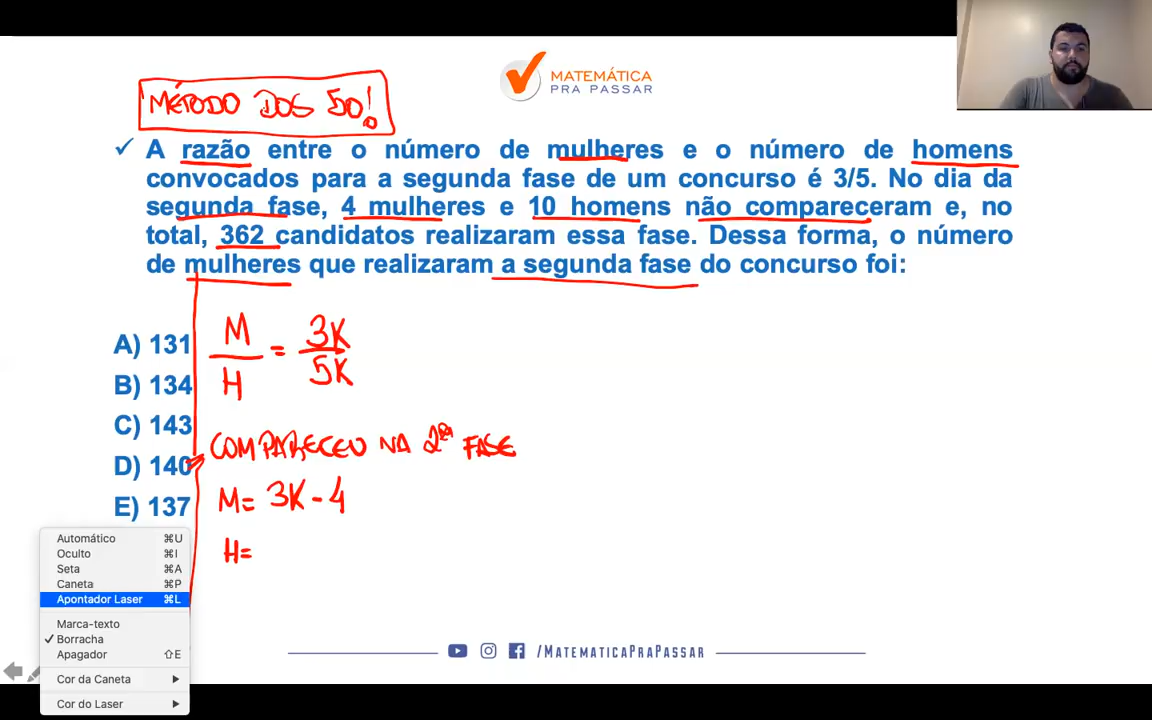 MATEMÁTICA
PRA PASSAR
MÉTODO DOS 50!
✓ A razão entre o número de mulheres e o número de homens
convocados para a segunda fase de um concurso é 3/5. No dia da
segunda fase, 4 mulheres e 10 homens não compareceram e, no
total, 362 candidatos realizaram essa fase. Dessa forma, o número
de mulheres que realizaram a segunda fase do concurso foi:
A) 131
B) 134
C) 143
D) 140
E) 137
M/H = 3K/5K
COMPARECEU NA 2ª FASE
M= 3K-4
H=
Automático ⌘U
Oculto ⌘I
Seta ⌘A
Caneta ⌘P
Apontador Laser ⌘L
Marca-texto
✓ Borracha
Apagador ⇧E
Cor da Caneta ▶
Cor do Laser ▶
/MATEMATICAPRAPASSAR